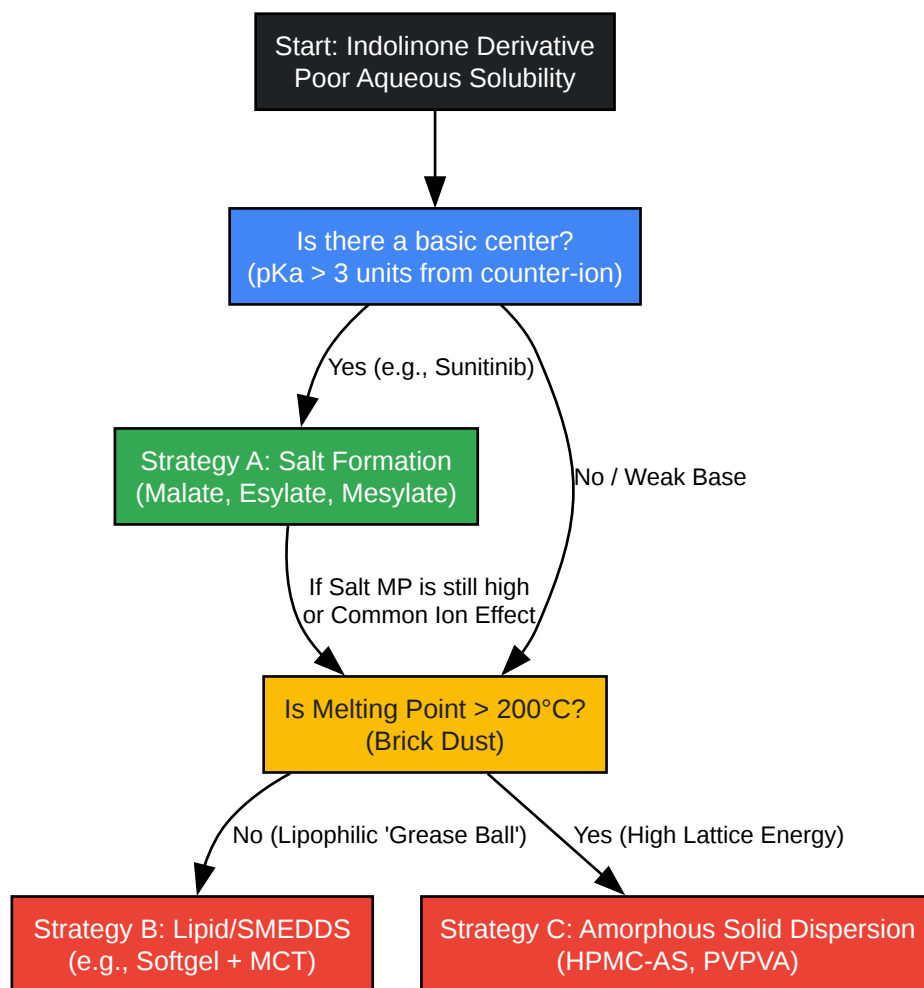 Start: Indolinone Derivative
Poor Aqueous Solubility
Is there a basic center?
(pKa > 3 units from counter-ion)
Yes (e.g., Sunitinib)
Strategy A: Salt Formation
(Malate, Esylate, Mesylate)
No / Weak Base
If Salt MP is still high
or Common Ion Effect
Is Melting Point > 200°C?
(Brick Dust)
No (Lipophilic 'Grease Ball')
Yes (High Lattice Energy)
Strategy B: Lipid/SMEDDS
(e.g., Softgel + MCT)
Strategy C: Amorphous Solid Dispersion
(HPMC-AS, PVPVA)